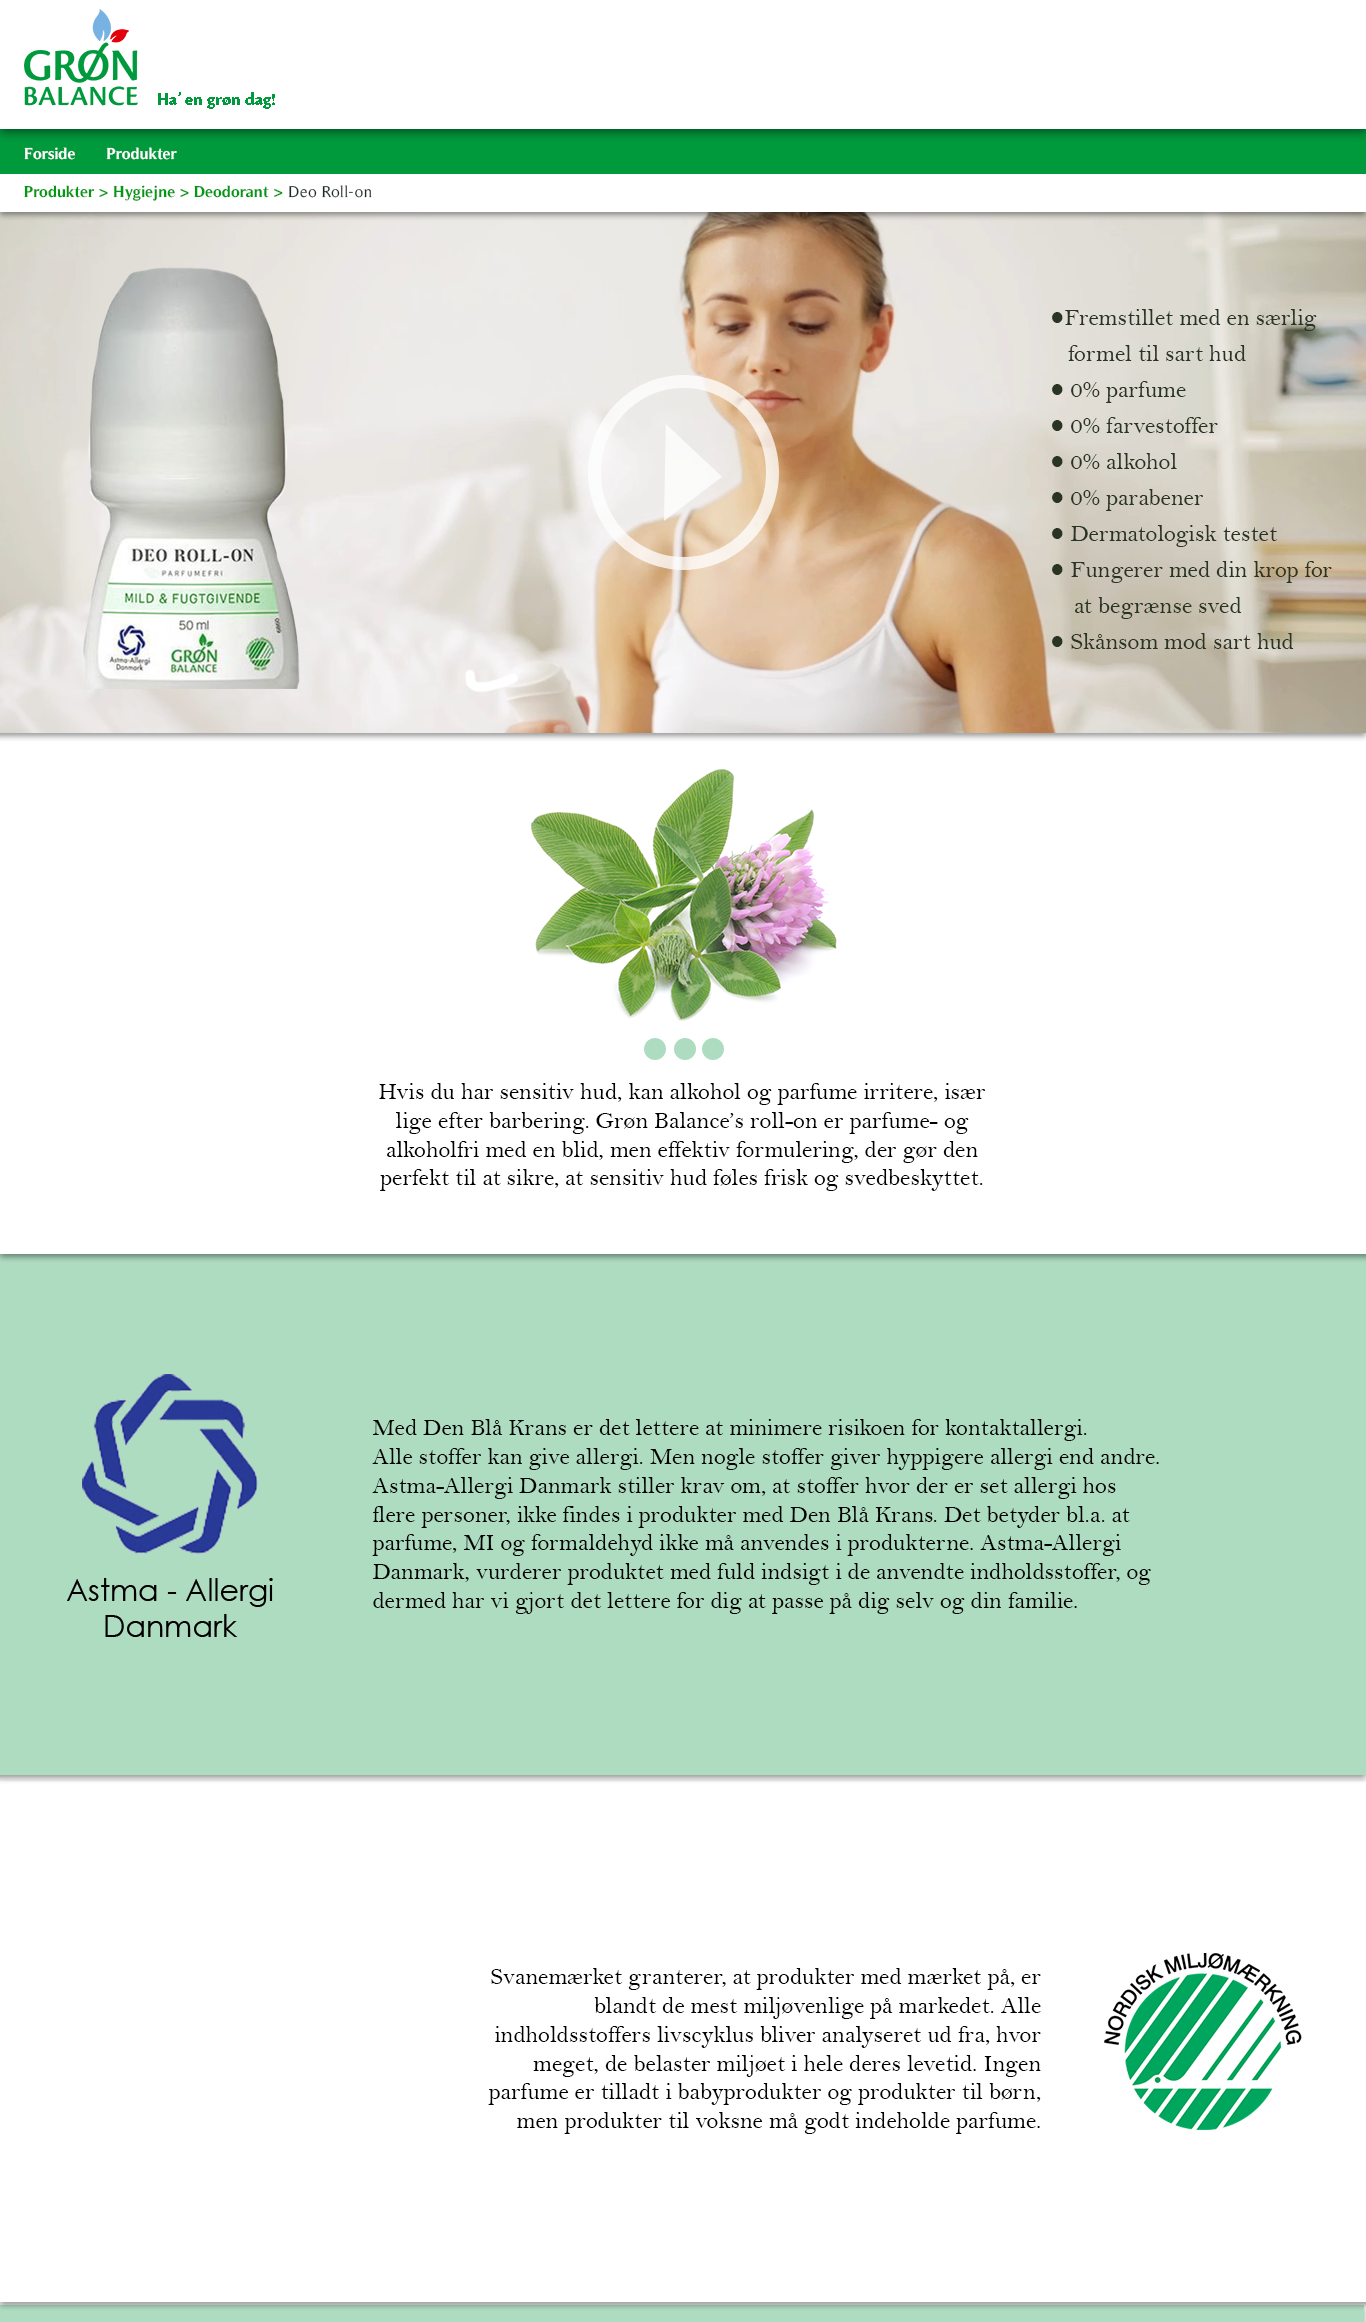 GRØN
BALANCE
Ha´ en grøn dag!
Forside Produkter
Produkter > Hygiejne > Deodorant > Deo Roll-on
●Fremstillet med en særlig
formel til sart hud
● 0% parfume
● 0% farvestoffer
● 0% alkohol
● 0% parabener
● Dermatologisk testet
● Fungerer med din krop for
at begrænse sved
● Skånsom mod sart hud
DEO ROLL-ON
PARFUMEFRI
MILD & FUGTGIVENDE
50 ml
Astma-Allergi
Danmark
GRØN
BALANCE
Hvis du har sensitiv hud, kan alkohol og parfume irritere, især
lige efter barbering. Grøn Balance’s roll-on er parfume- og
alkoholfri med en blid, men effektiv formulering, der gør den
perfekt til at sikre, at sensitiv hud føles frisk og svedbeskyttet.
Astma - Allergi
Danmark
Med Den Blå Krans er det lettere at minimere risikoen for kontaktallergi.
Alle stoffer kan give allergi. Men nogle stoffer giver hyppigere allergi end andre.
Astma-Allergi Danmark stiller krav om, at stoffer hvor der er set allergi hos
flere personer, ikke findes i produkter med Den Blå Krans. Det betyder bl.a. at
parfume, MI og formaldehyd ikke må anvendes i produkterne. Astma-Allergi
Danmark, vurderer produktet med fuld indsigt i de anvendte indholdsstoffer, og
dermed har vi gjort det lettere for dig at passe på dig selv og din familie.
Svanemærket granterer, at produkter med mærket på, er
blandt de mest miljøvenlige på markedet. Alle
indholdsstoffers livscyklus bliver analyseret ud fra, hvor
meget, de belaster miljøet i hele deres levetid. Ingen
parfume er tilladt i babyprodukter og produkter til børn,
men produkter til voksne må godt indeholde parfume.
NORDISK MILJØMÆRKNING